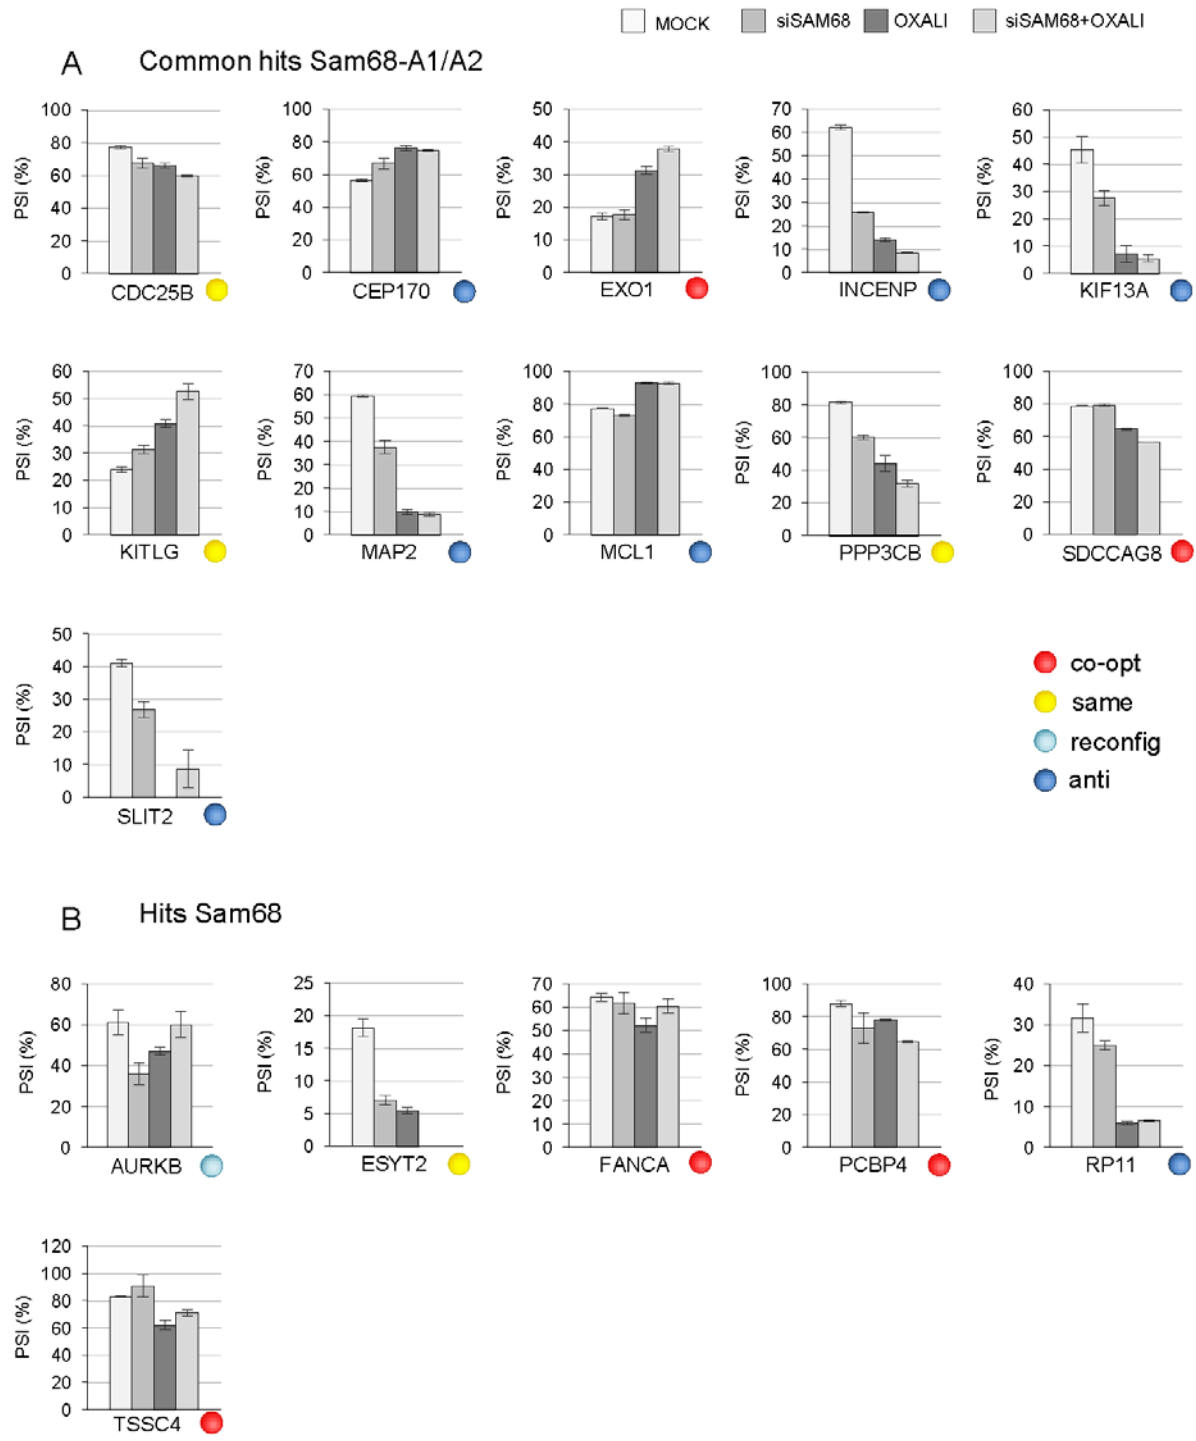 MOCK siSAM68 OXALI siSAM68+OXALI
A Common hits Sam68-A1/A2
PSI (%) 100 80 60 40 20 0 CDC25B
PSI (%) 100 80 60 40 20 0 CEP170
PSI (%) 50 40 30 20 10 0 EXO1
PSI (%) 70 60 50 40 30 20 10 0 INCENP
PSI (%) 60 50 40 30 20 10 0 KIF13A
PSI (%) 60 50 40 30 20 10 0 KITLG
PSI (%) 70 60 50 40 30 20 10 0 MAP2
PSI (%) 100 80 60 40 20 0 MCL1
PSI (%) 100 80 60 40 20 0 PPP3CB
PSI (%) 100 80 60 40 20 0 SDCCAG8
PSI (%) 50 40 30 20 10 0 SLIT2
co-opt
same
reconfig
anti
B Hits Sam68
PSI (%) 80 60 40 20 0 AURKB
PSI (%) 25 20 15 10 5 0 ESYT2
PSI (%) 70 60 50 40 30 20 10 0 FANCA
PSI (%) 100 80 60 40 20 0 PCBP4
PSI (%) 40 30 20 10 0 RP11
PSI (%) 120 100 80 60 40 20 0 TSSC4